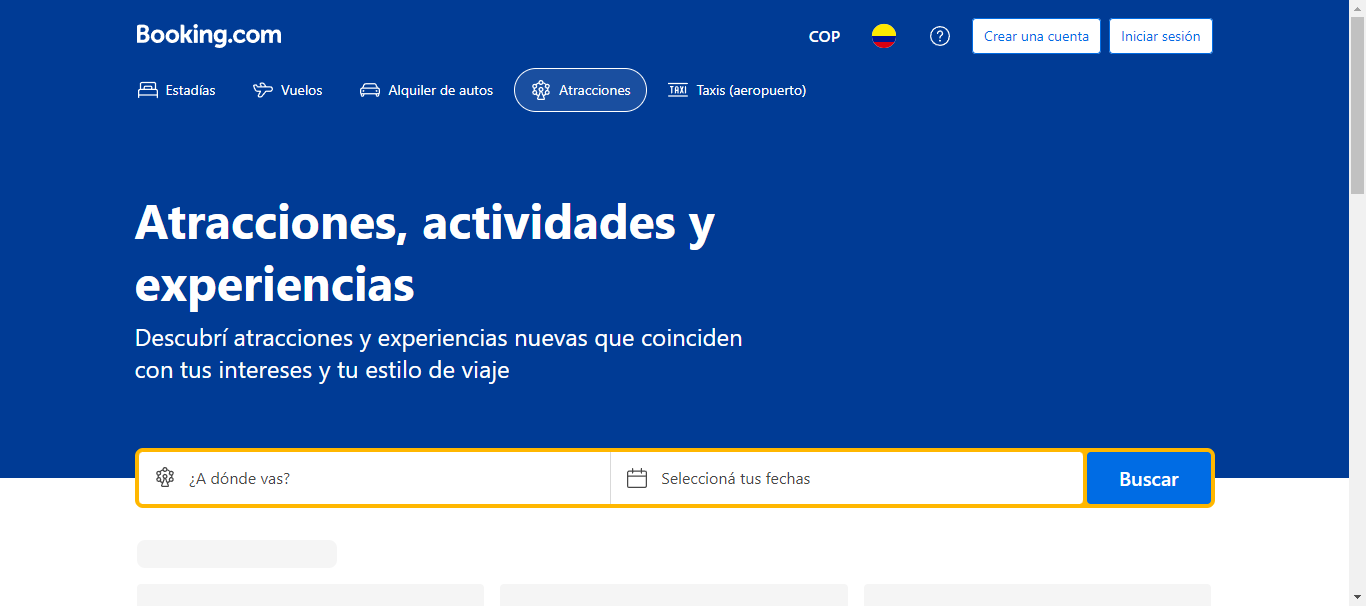 Booking.com
COP
Crear una cuenta
Iniciar sesión
Estadías
Vuelos
Alquiler de autos
Atracciones
TAXI
Taxis (aeropuerto)
Atracciones, actividades y
experiencias
Descubrí atracciones y experiencias nuevas que coinciden
con tus intereses y tu estilo de viaje
¿A dónde vas?
Seleccioná tus fechas
Buscar